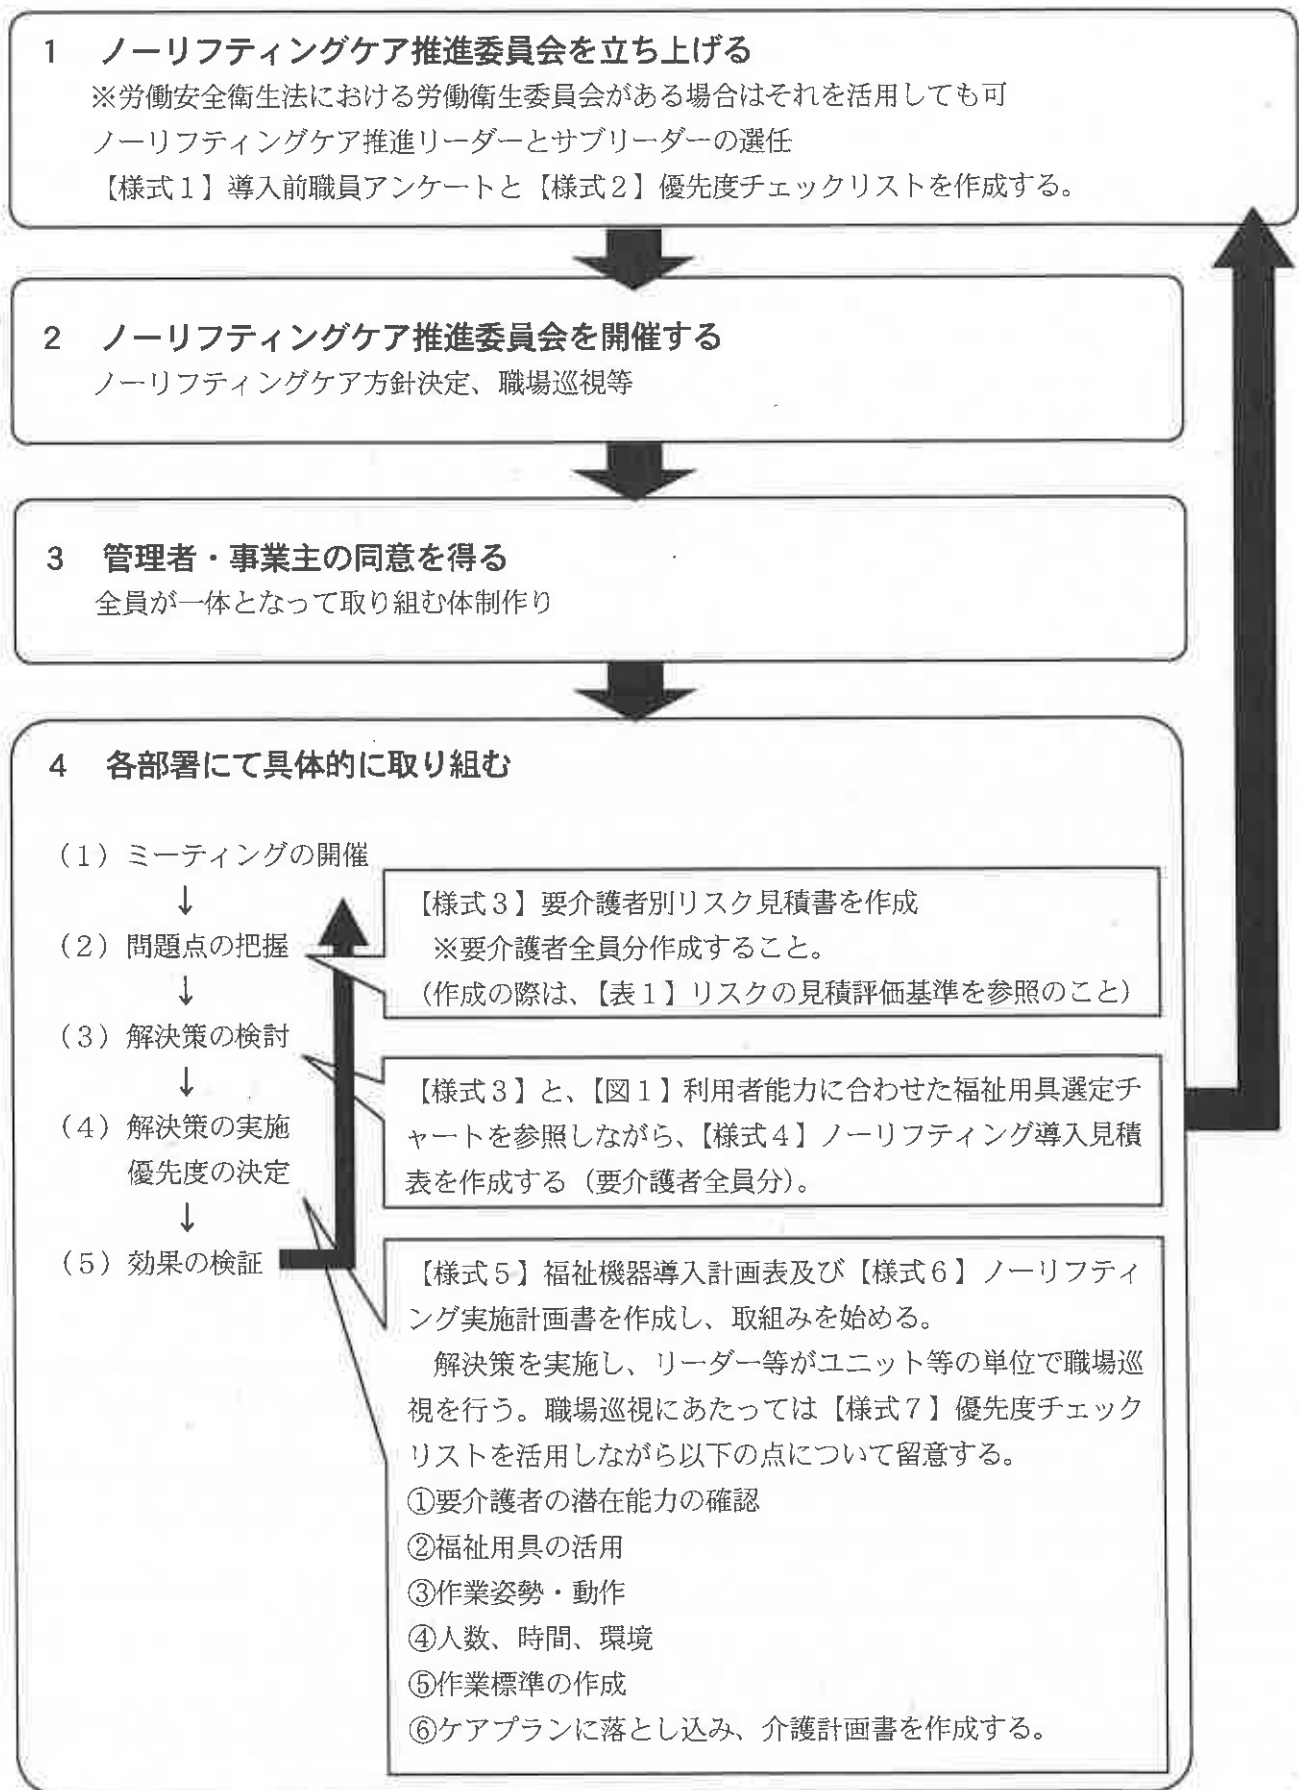 1 ノーリフティングケア推進委員会を立ち上げる
※労働安全衛生法における労働衛生委員会がある場合はそれを活用しても可
ノーリフティングケア推進リーダーとサブリーダーの選任
【様式1】導入前職員アンケートと【様式2】優先度チェックリストを作成する。
2 ノーリフティングケア推進委員会を開催する
ノーリフティングケア方針決定、職場巡視等
3 管理者・事業主の同意を得る
全員が一体となって取り組む体制作り
4 各部署にて具体的に取り組む
(1)ミーティングの開催
↓
(2)問題点の把握
↓
(3)解決策の検討
↓
(4)解決策の実施
優先度の決定
↓
(5)効果の検証
【様式3】要介護者別リスク見積書を作成
※要介護者全員分作成すること。
(作成の際は、【表1】リスクの見積評価基準を参照のこと)
【様式3】と、【図1】利用者能力に合わせた福祉用具選定チ
ャートを参照しながら、【様式4】ノーリフティング導入見積
表を作成する(要介護者全員分)。
【様式5】福祉機器導入計画表及び【様式6】ノーリフティ
ング実施計画書を作成し、取組みを始める。
解決策を実施し、リーダー等がユニット等の単位で職場巡
視を行う。職場巡視にあたっては【様式7】優先度チェック
リストを活用しながら以下の点について留意する。
①要介護者の潜在能力の確認
②福祉用具の活用
③作業姿勢・動作
④人数、時間、環境
⑤作業標準の作成
⑥ケアプランに落とし込み、介護計画書を作成する。